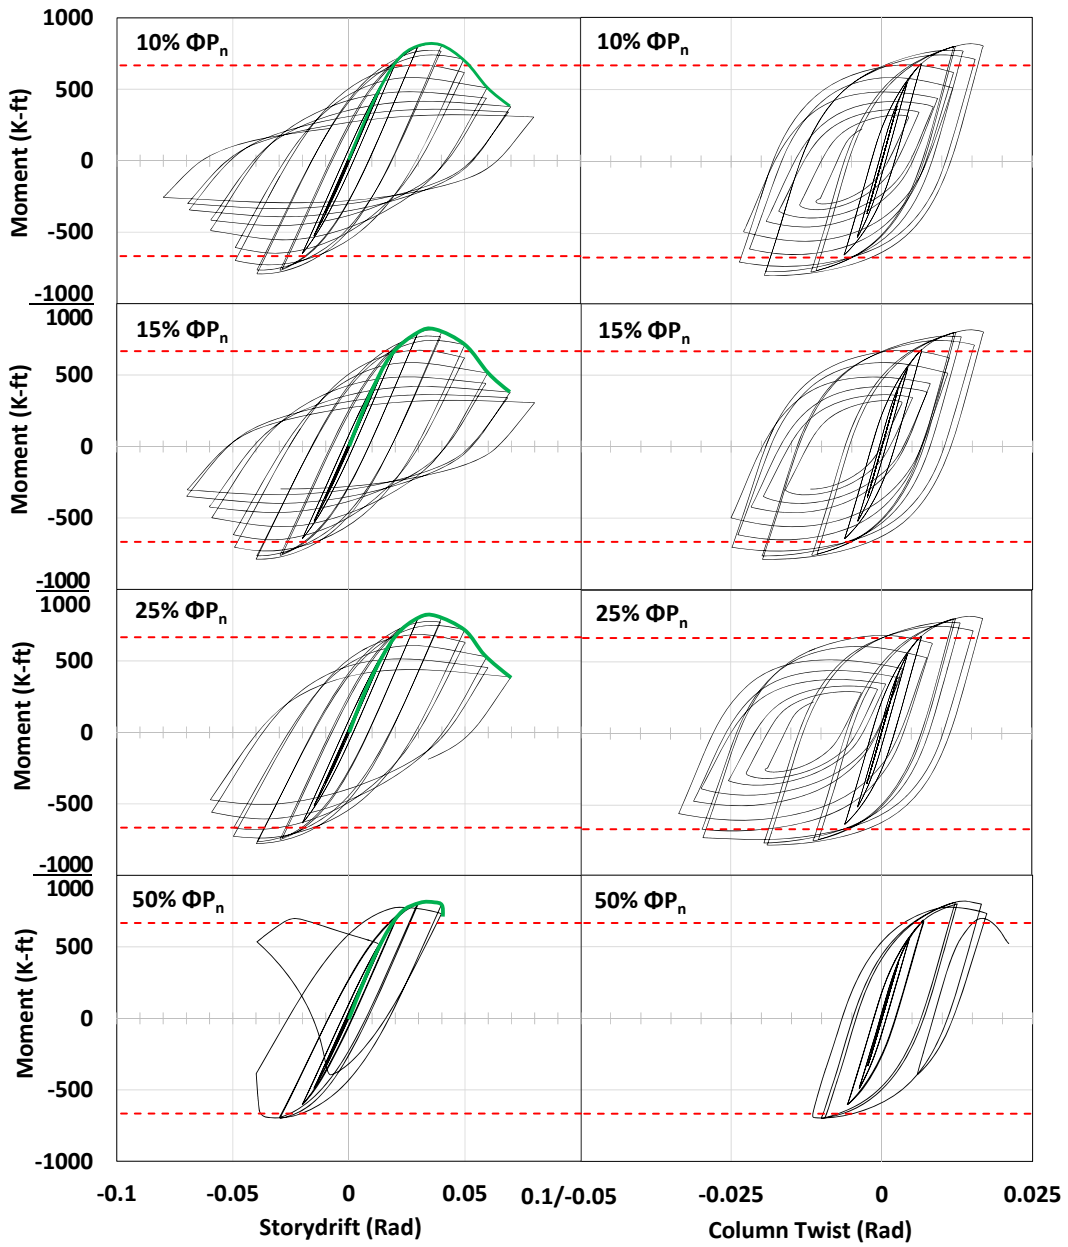 1000
500
0
-500
-1000
Moment (K-ft)
10% ΦPn
10% ΦPn
1000
500
0
-500
-1000
Moment (K-ft)
15% ΦPn
15% ΦPn
1000
500
0
-500
-1000
Moment (K-ft)
25% ΦPn
25% ΦPn
1000
500
0
-500
-1000
Moment (K-ft)
50% ΦPn
50% ΦPn
-0.1 -0.05 0 0.05 0.1/-0.05 -0.025 0 0.025
Storydrift (Rad) Column Twist (Rad)